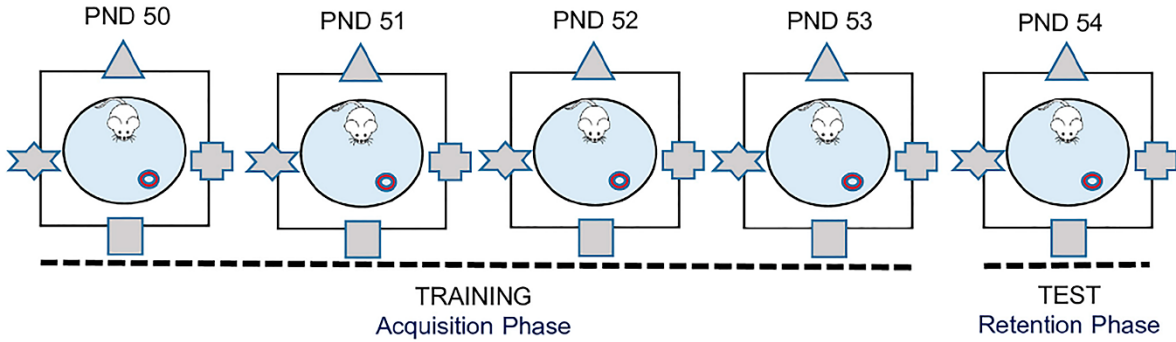 PND 50
PND 51
PND 52
PND 53
PND 54
TRAINING
Acquisition Phase
TEST
Retention Phase